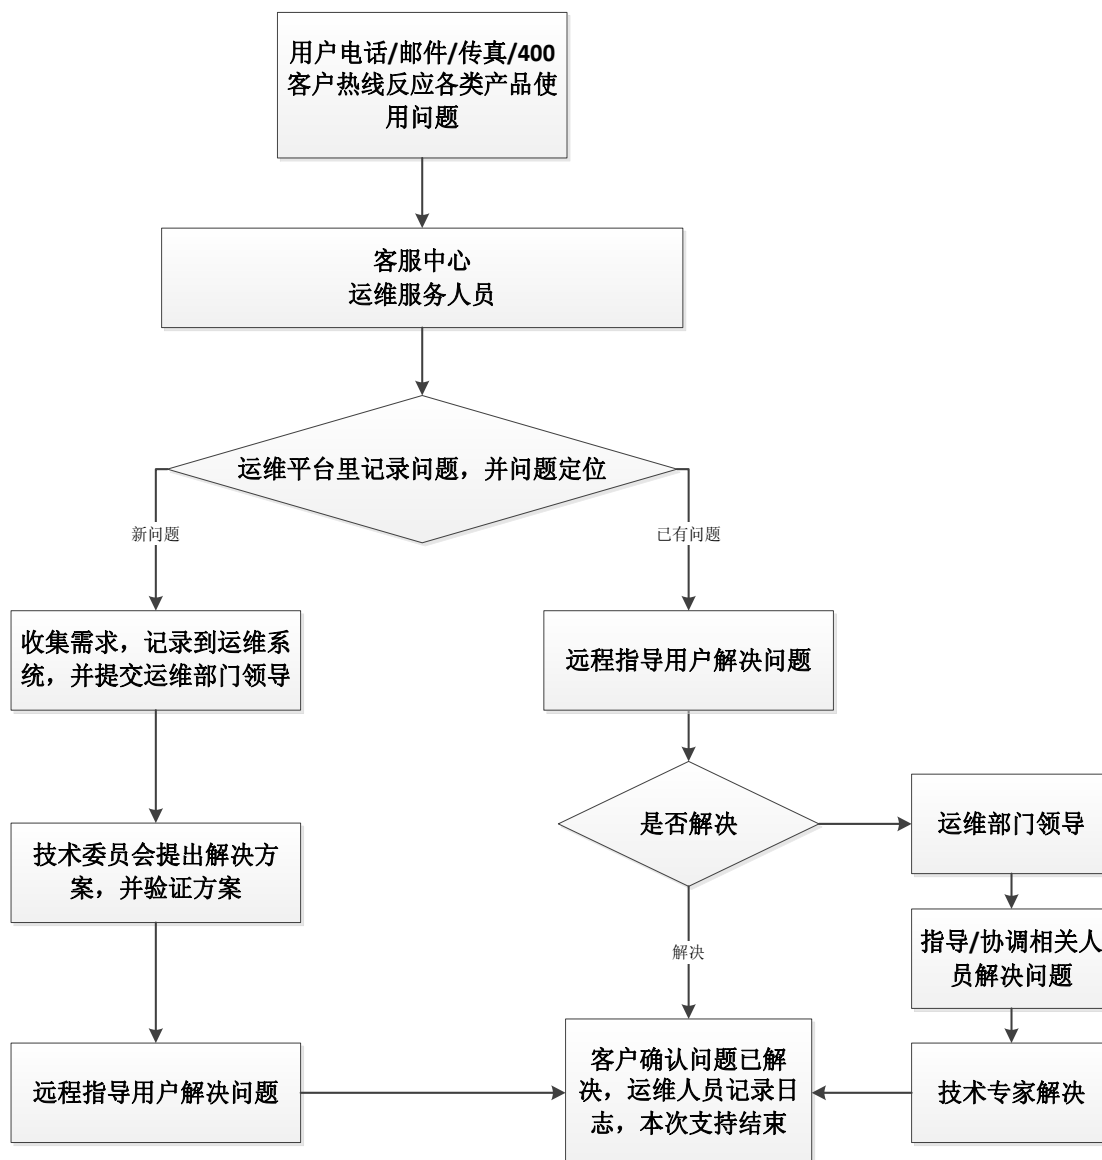 用户电话/邮件/传真/400
客户热线反应各类产品使
用问题
客服中心
运维服务人员
运维平台里记录问题，并问题定位
新问题
已有问题
收集需求，记录到运维系
统，并提交运维部门领导
远程指导用户解决问题
是否解决
运维部门领导
技术委员会提出解决方
案，并验证方案
解决
指导/协调相关人
员解决问题
远程指导用户解决问题
客户确认问题已解
决，运维人员记录日
志，本次支持结束
技术专家解决